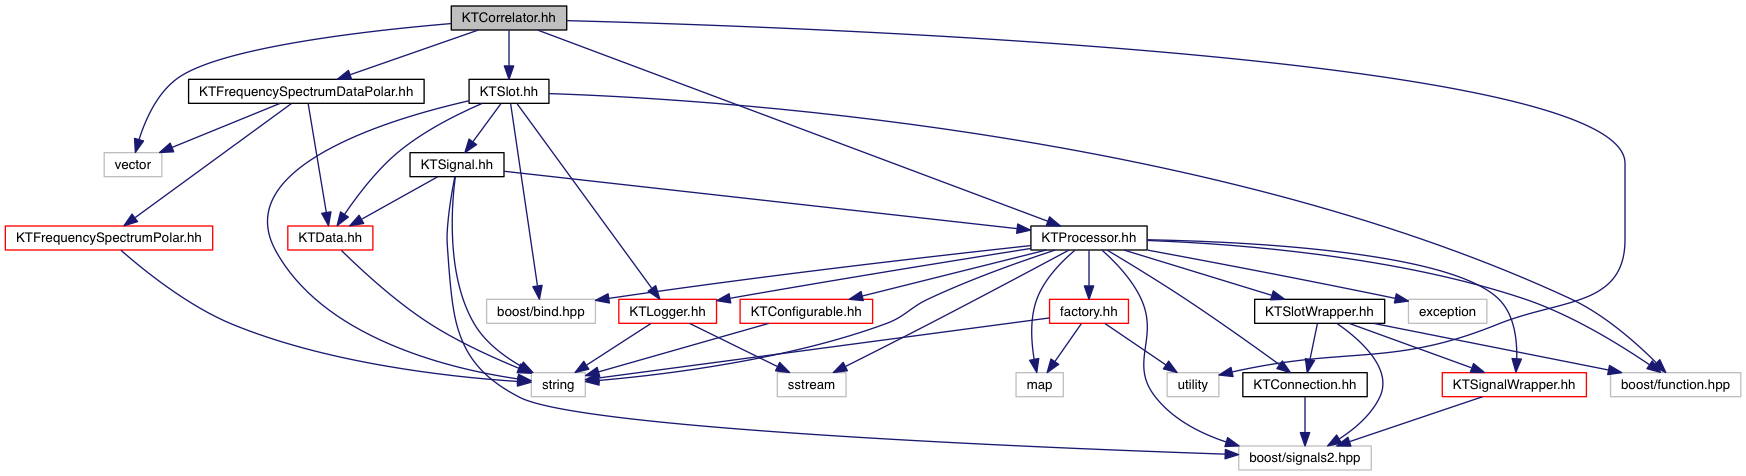 KTCorrelator.hh
KTFrequencySpectrumDataPolar.hh
KTSlot.hh
vector
KTSignal.hh
KTFrequencySpectrumPolar.hh
KTData.hh
KTProcessor.hh
boost/bind.hpp
KTLogger.hh
KTConfigurable.hh
factory.hh
KTSlotWrapper.hh
exception
string
sstream
map
utility
KTConnection.hh
KTSignalWrapper.hh
boost/function.hpp
boost/signals2.hpp